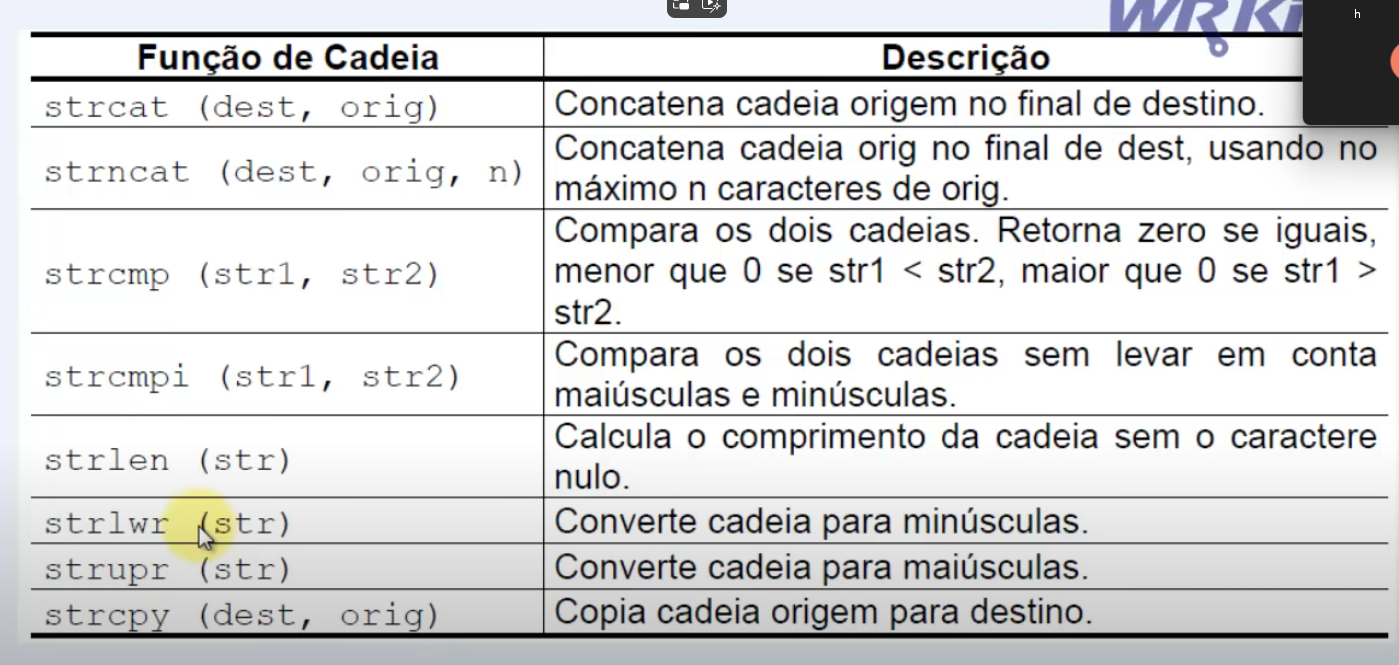 WR Ki
h
Função de Cadeia
Descrição
strcat (dest, orig)
Concatena cadeia origem no final de destino.
strncat (dest, orig, n)
Concatena cadeia orig no final de dest, usando no
máximo n caracteres de orig.
strcmp (str1, str2)
Compara os dois cadeias. Retorna zero se iguais,
menor que 0 se str1 < str2, maior que 0 se str1 >
str2.
strcmpi (str1, str2)
Compara os dois cadeias sem levar em conta
maiúsculas e minúsculas.
strlen (str)
Calcula o comprimento da cadeia sem o caractere
nulo.
strlwr (str)
Converte cadeia para minúsculas.
strupr (str)
Converte cadeia para maiúsculas.
strcpy (dest, orig)
Copia cadeia origem para destino.